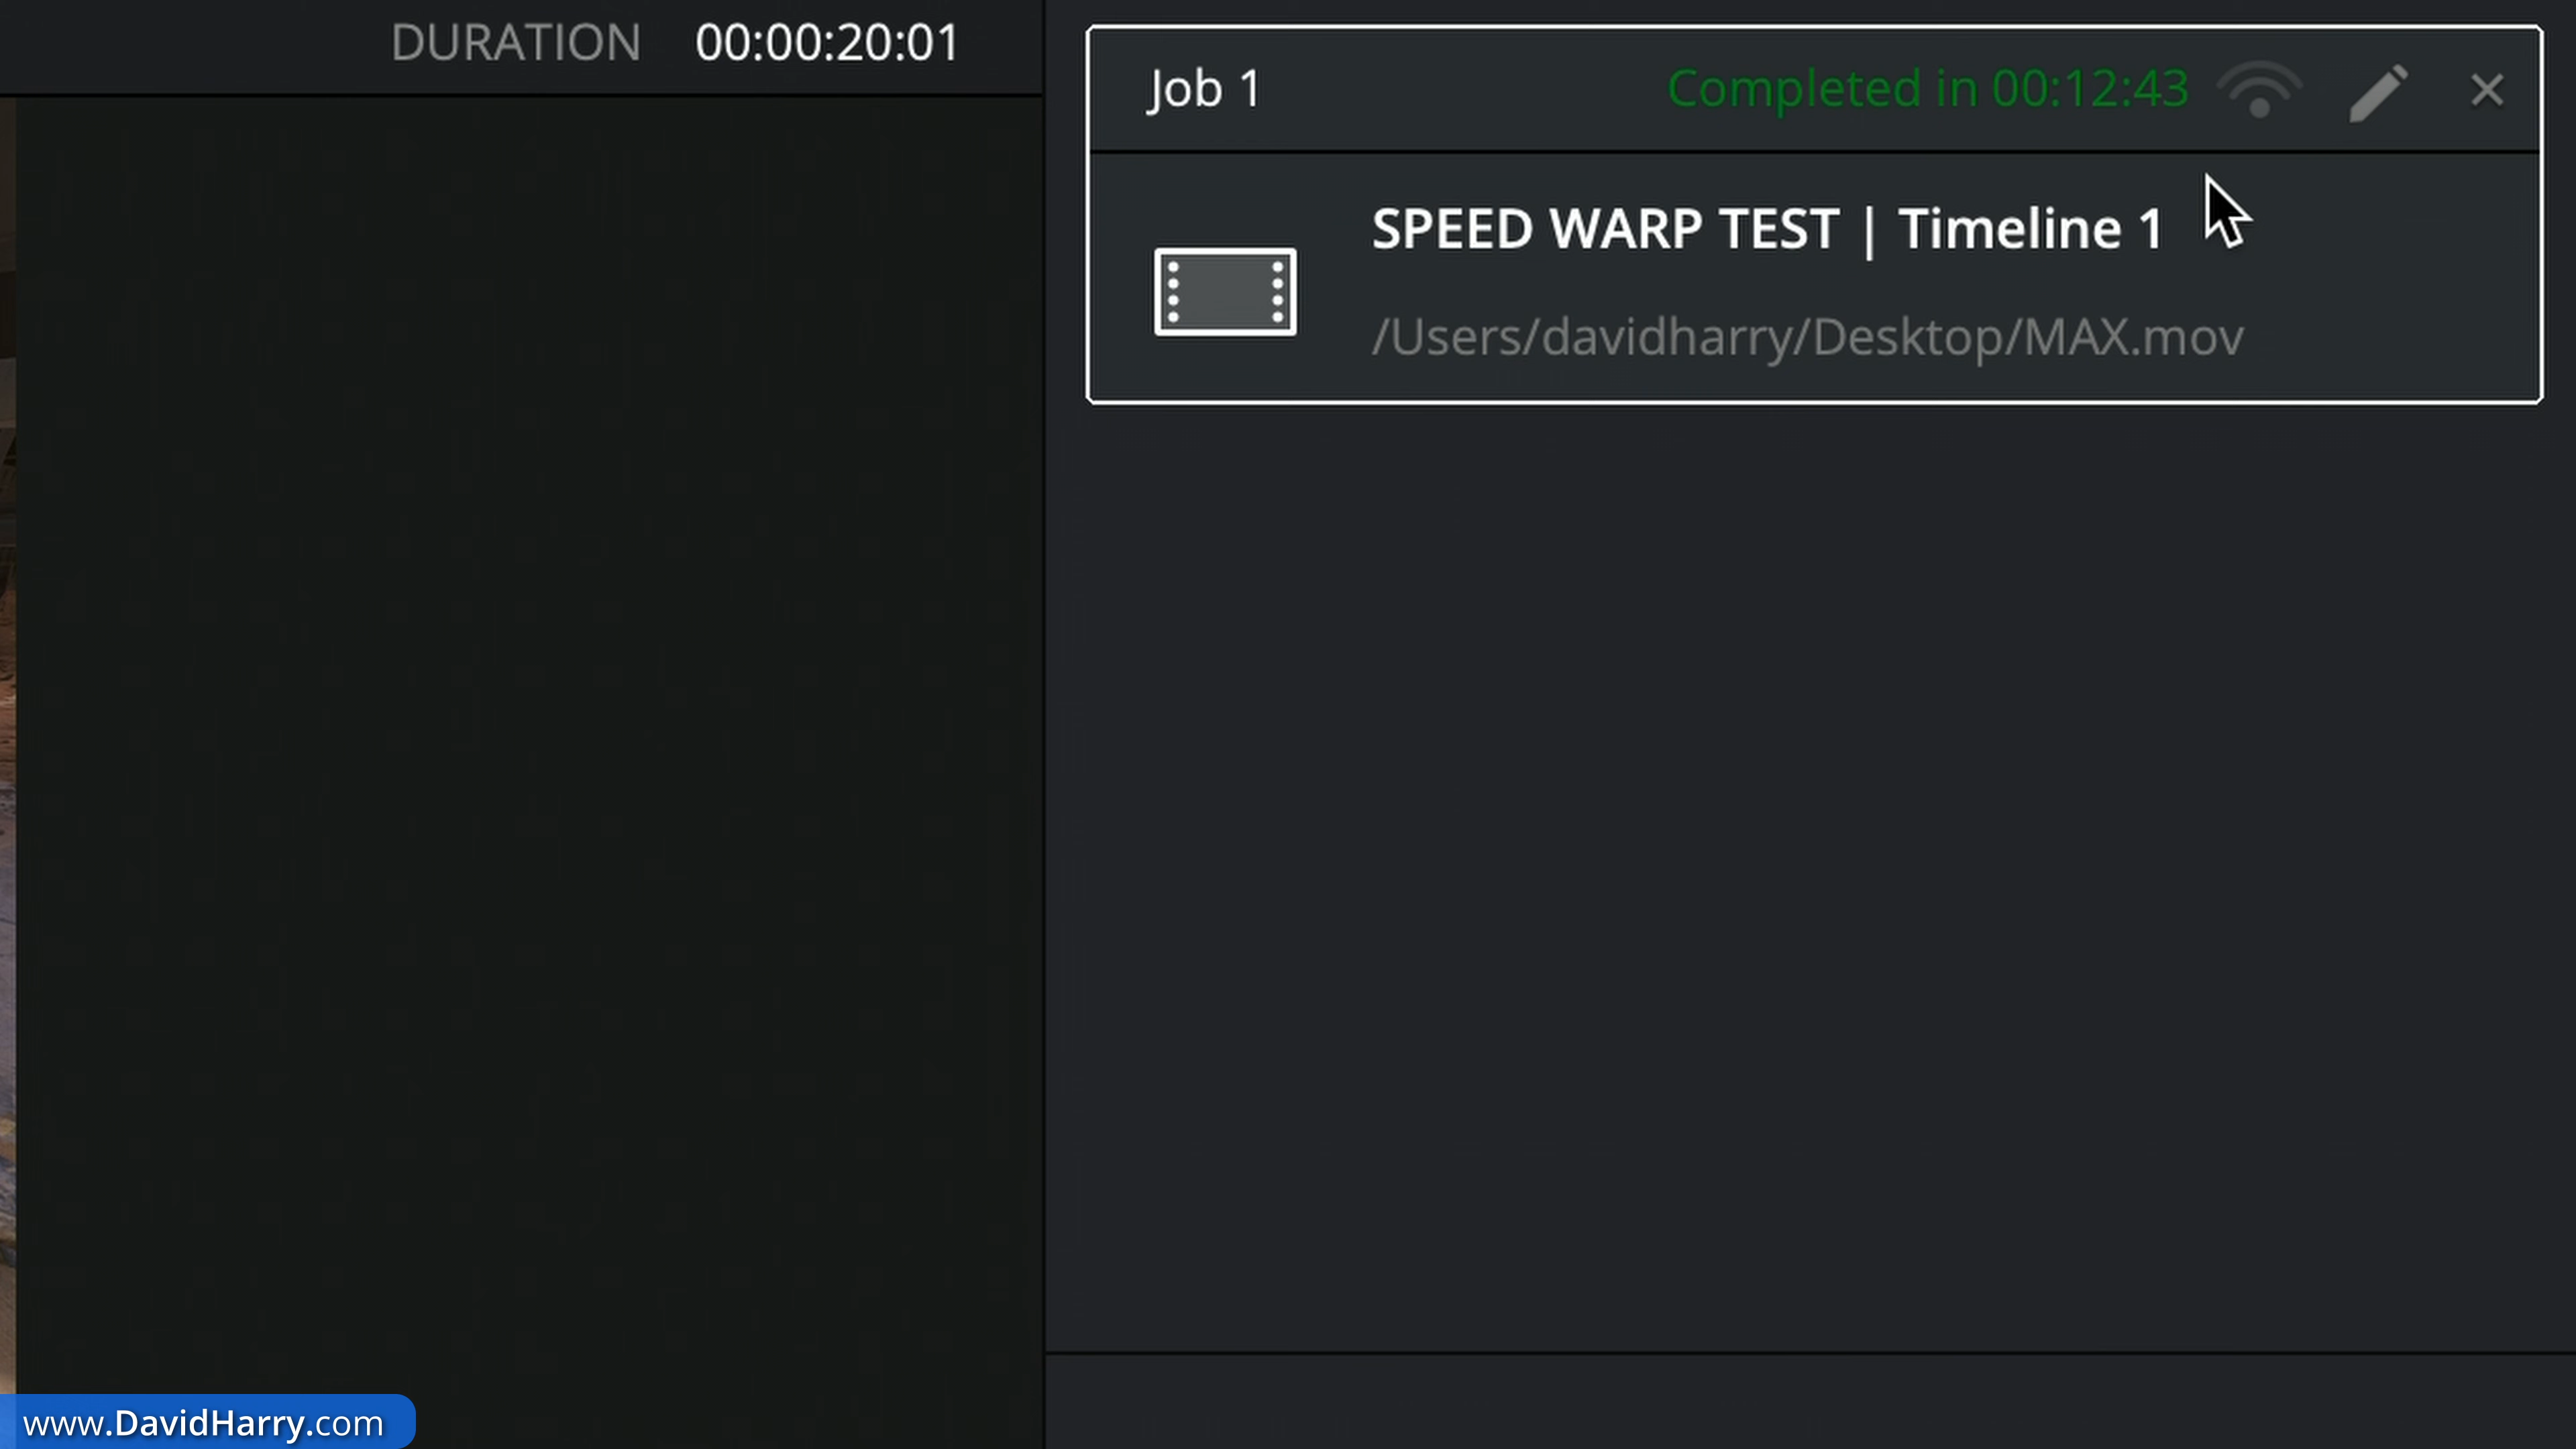 DURATION 00:00:20:01
Job 1 Completed in 00:12:43
SPEED WARP TEST | Timeline 1
/Users/davidharry/Desktop/MAX.mov
www.DavidHarry.com